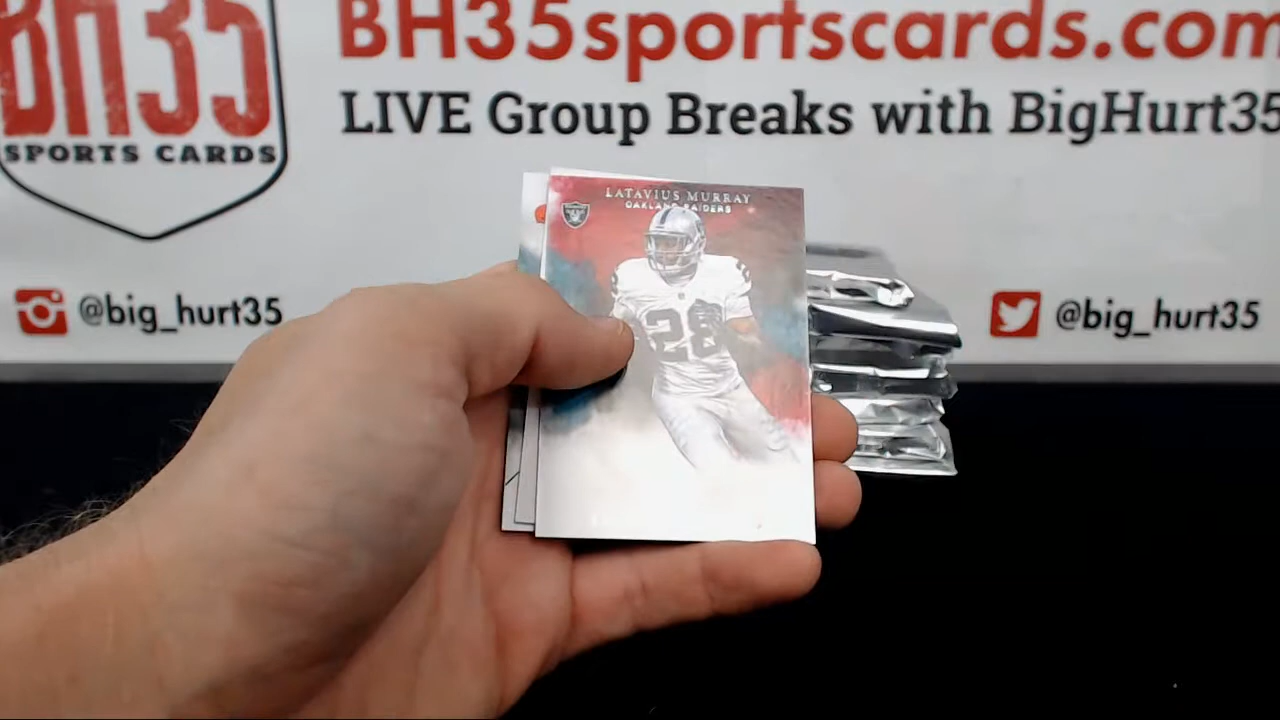 BH35
SPORTS CARDS
BH35sportscards.com
LIVE Group Breaks with BigHurt35
@big_hurt35
@big_hurt35
LATAVIUS MURRAY
OAKLAND RAIDERS
28